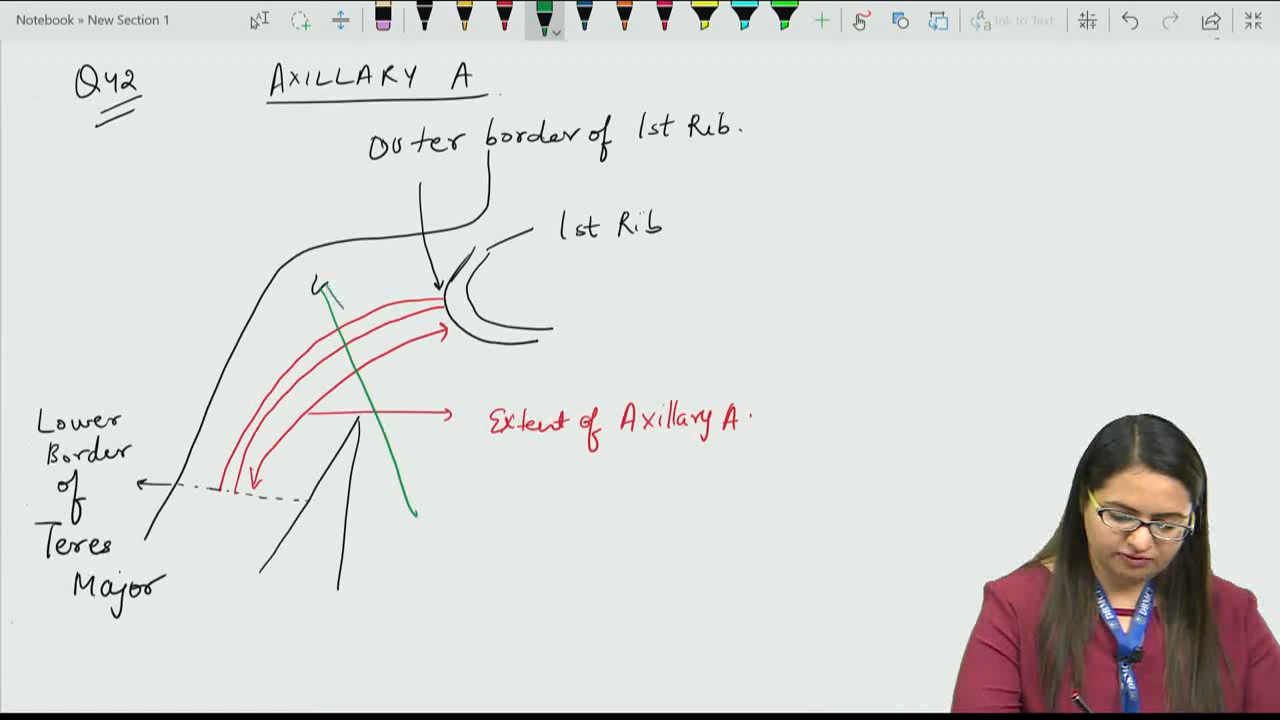 Notebook » New Section 1
Ink to Text
Q42
AXILLARY A
Outer border of 1st Rib.
1st Rib
Extent of Axillary A.
Lower
Border
of
Teres
Major